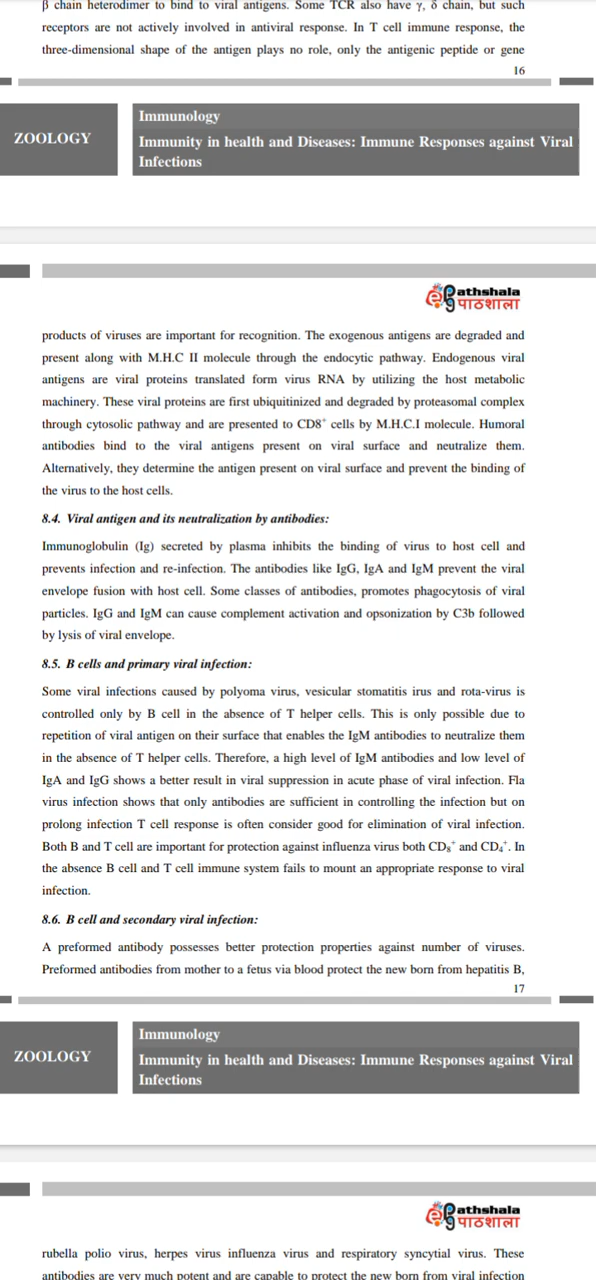 β chain heterodimer to bind to viral antigens. Some TCR also have γ, δ chain, but such
receptors are not actively involved in antiviral response. In T cell immune response, the
three-dimensional shape of the antigen plays no role, only the antigenic peptide or gene
16
ZOOLOGY
Immunology
Immunity in health and Diseases: Immune Responses against Viral
Infections
Pathshala
पाठशाला
products of viruses are important for recognition. The exogenous antigens are degraded and
present along with M.H.C II molecule through the endocytic pathway. Endogenous viral
antigens are viral proteins translated form virus RNA by utilizing the host metabolic
machinery. These viral proteins are first ubiquitinized and degraded by proteasomal complex
through cytosolic pathway and are presented to CD8⁺ cells by M.H.C.I molecule. Humoral
antibodies bind to the viral antigens present on viral surface and neutralize them.
Alternatively, they determine the antigen present on viral surface and prevent the binding of
the virus to the host cells.
8.4. Viral antigen and its neutralization by antibodies:
Immunoglobulin (Ig) secreted by plasma inhibits the binding of virus to host cell and
prevents infection and re-infection. The antibodies like IgG, IgA and IgM prevent the viral
envelope fusion with host cell. Some classes of antibodies, promotes phagocytosis of viral
particles. IgG and IgM can cause complement activation and opsonization by C3b followed
by lysis of viral envelope.
8.5. B cells and primary viral infection:
Some viral infections caused by polyoma virus, vesicular stomatitis irus and rota-virus is
controlled only by B cell in the absence of T helper cells. This is only possible due to
repetition of viral antigen on their surface that enables the IgM antibodies to neutralize them
in the absence of T helper cells. Therefore, a high level of IgM antibodies and low level of
IgA and IgG shows a better result in viral suppression in acute phase of viral infection. Fla
virus infection shows that only antibodies are sufficient in controlling the infection but on
prolong infection T cell response is often consider good for elimination of viral infection.
Both B and T cell are important for protection against influenza virus both CD₈⁺ and CD₄⁺. In
the absence B cell and T cell immune system fails to mount an appropriate response to viral
infection.
8.6. B cell and secondary viral infection:
A preformed antibody possesses better protection properties against number of viruses.
Preformed antibodies from mother to a fetus via blood protect the new born from hepatitis B,
17
ZOOLOGY
Immunology
Immunity in health and Diseases: Immune Responses against Viral
Infections
Pathshala
पाठशाला
rubella polio virus, herpes virus influenza virus and respiratory syncytial virus. These
antibodies are very much potent and are capable to protect the new born from viral infection